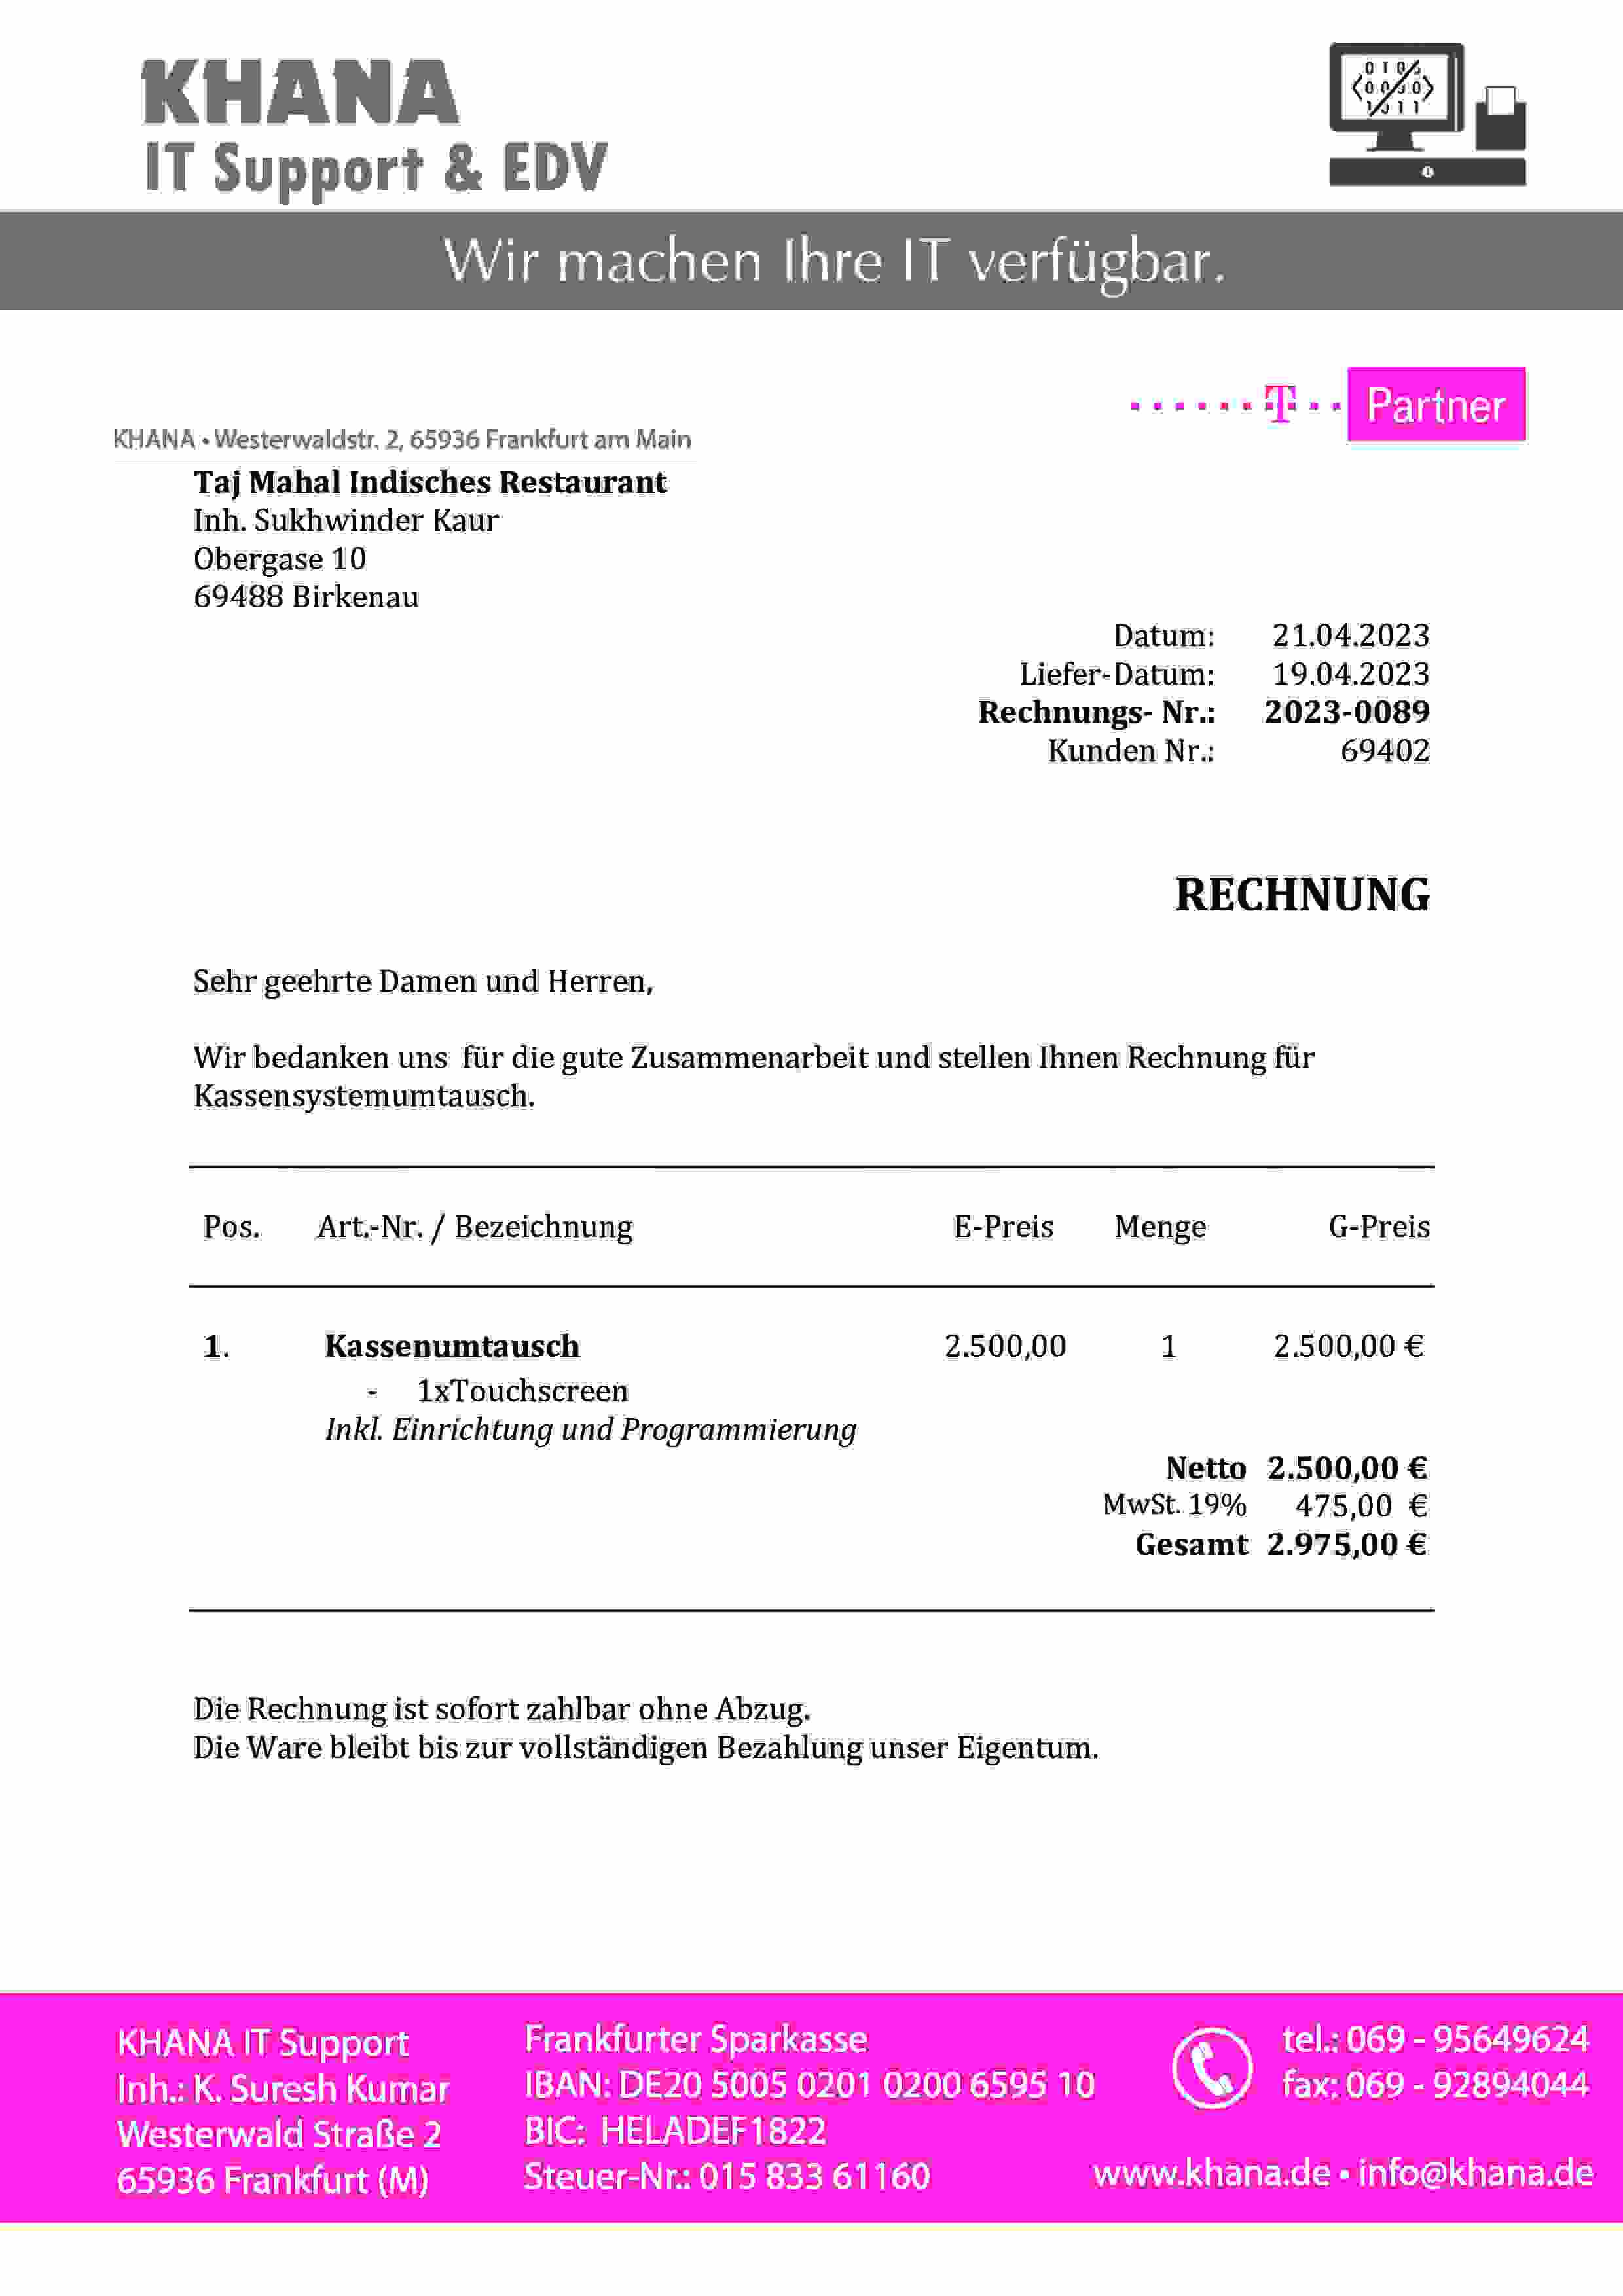 KHANA
IT Support & EDV
Wir machen Ihre IT verfügbar.
T Partner
KHANA • Westerwaldstr. 2, 65936 Frankfurt am Main
Taj Mahal Indisches Restaurant
Inh. Sukhwinder Kaur
Obergase 10
69488 Birkenau
Datum: 21.04.2023
Liefer-Datum: 19.04.2023
Rechnungs- Nr.: 2023-0089
Kunden Nr.: 69402
RECHNUNG
Sehr geehrte Damen und Herren,
Wir bedanken uns für die gute Zusammenarbeit und stellen Ihnen Rechnung für
Kassensystemumtausch.
Pos. Art.-Nr. / Bezeichnung E-Preis Menge G-Preis
1. Kassenumtausch 2.500,00 1 2.500,00 €
- 1xTouchscreen
Inkl. Einrichtung und Programmierung
Netto 2.500,00 €
MwSt. 19% 475,00 €
Gesamt 2.975,00 €
Die Rechnung ist sofort zahlbar ohne Abzug.
Die Ware bleibt bis zur vollständigen Bezahlung unser Eigentum.
KHANA IT Support
Inh.: K. Suresh Kumar
Westerwald Straße 2
65936 Frankfurt (M)
Frankfurter Sparkasse
IBAN: DE20 5005 0201 0200 6595 10
BIC: HELADEF1822
Steuer-Nr.: 015 833 61160
tel.: 069 - 95649624
fax: 069 - 92894044
www.khana.de • info@khana.de